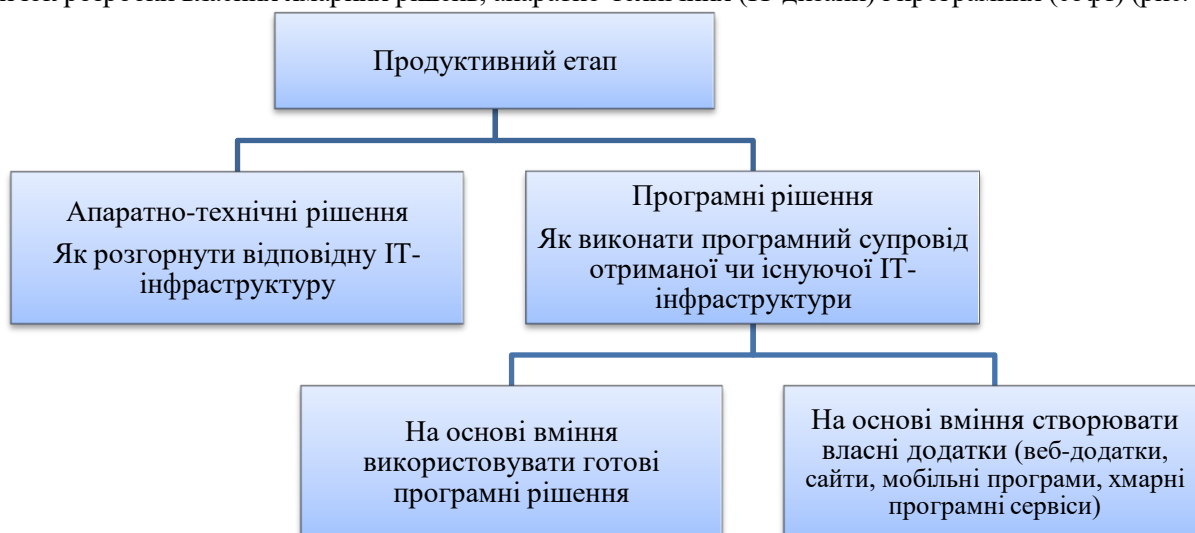 Продуктивний етап
Апаратно-технічні рішення
Як розгорнути відповідну ІТ-
інфраструктуру
Програмні рішення
Як виконати програмний супровід
отриманої чи існуючої ІТ-
інфраструктури
На основі вміння
використовувати готові
програмні рішення
На основі вміння створювати
власні додатки (веб-додатки,
сайти, мобільні програми, хмарні
програмні сервіси)